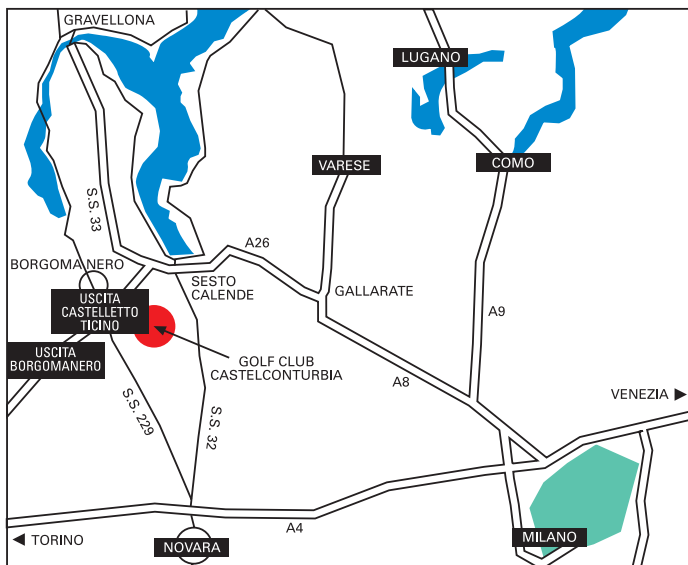 GRAVELLONA
LUGANO
VARESE
COMO
S.S. 33
A26
BORGOMANERO
SESTO
CALENDE
GALLARATE
USCITA
CASTELLETTO
TICINO
A9
USCITA
BORGOMANERO
GOLF CLUB
CASTELCONTURBIA
A8
VENEZIA ▶
S.S. 229
S.S. 32
A4
◀ TORINO
NOVARA
MILANO